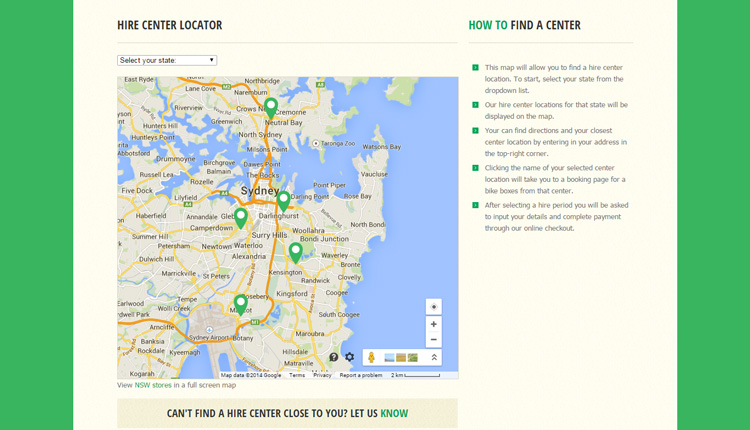 HIRE CENTER LOCATOR
Select your state:
East Ryde
Northbridge
Lane Cove
Naremburn
Crows N
Cremorne
Neutral Bay
Greenwich
Hunters Hill
Huntleys Point
North Sydney
Milsons Point
Taronga Zoo
Watsons Bay
Abbotsford
Drummoyne
Birchgrove
Balmain
Dawes Point
The Rocks
Vaucluse
Russell Lea
Rozelle
Five Dock
Lilyfield
Sydney
Point Piper
Darling Point
Rose Bay
Haberfield
Annandale
Glebe
Darlinghurst
North Bondi
Camperdown
Surry Hills
Woollahra
Bondi Junction
Summer Hill
Petersham
Newtown
Waterloo
Waverley
Dulwich Hill
Alexandria
Bronte
Marrickville
St Peters
Kensington
Clovelly
Randwick
Coogee
Earlwood
Tempe
Rosebery
Kingsford
Wolli Creek
Mascot
Arncliffe
Maroubra
Banksia
Sydney Airport
Botany
Rockdale
Kyeemagh
Hillsdale
Matraville
Kogarah
Map data ©2014 Google
Terms
Privacy
Report a problem
2 km
View NSW stores in a full screen map
CAN'T FIND A HIRE CENTER CLOSE TO YOU? LET US KNOW
HOW TO FIND A CENTER
This map will allow you to find a hire center
location. To start, select your state from the
dropdown list.
Our hire center locations for that state will be
displayed on the map.
Your can find directions and your closest
center location by entering in your address in
the top-right corner.
Clicking the name of your selected center
location will take you to a booking page for a
bike boxes from that center.
After selecting a hire period you will be asked
to input your details and complete payment
through our online checkout.